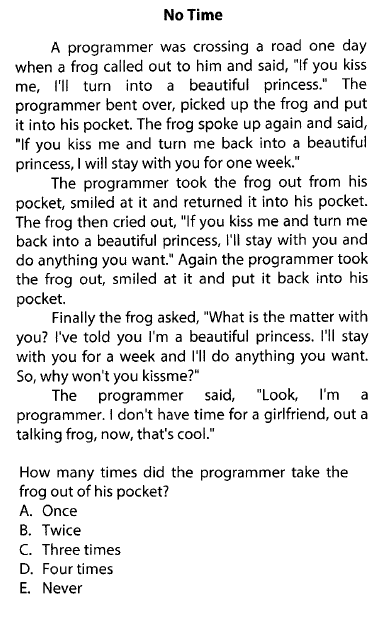 No Time
A programmer was crossing a road one day
when a frog called out to him and said, "If you kiss
me, I'll turn into a beautiful princess." The
programmer bent over, picked up the frog and put
it into his pocket. The frog spoke up again and said,
"If you kiss me and turn me back into a beautiful
princess, I will stay with you for one week."
The programmer took the frog out from his
pocket, smiled at it and returned it into his pocket.
The frog then cried out, "If you kiss me and turn me
back into a beautiful princess, I'll stay with you and
do anything you want." Again the programmer took
the frog out, smiled at it and put it back into his
pocket.
Finally the frog asked, "What is the matter with
you? I've told you I'm a beautiful princess. I'll stay
with you for a week and I'll do anything you want.
So, why won't you kissme?"
The programmer said, "Look, I'm a
programmer. I don't have time for a girlfriend, out a
talking frog, now, that's cool."
How many times did the programmer take the
frog out of his pocket?
A. Once
B. Twice
C. Three times
D. Four times
E. Never